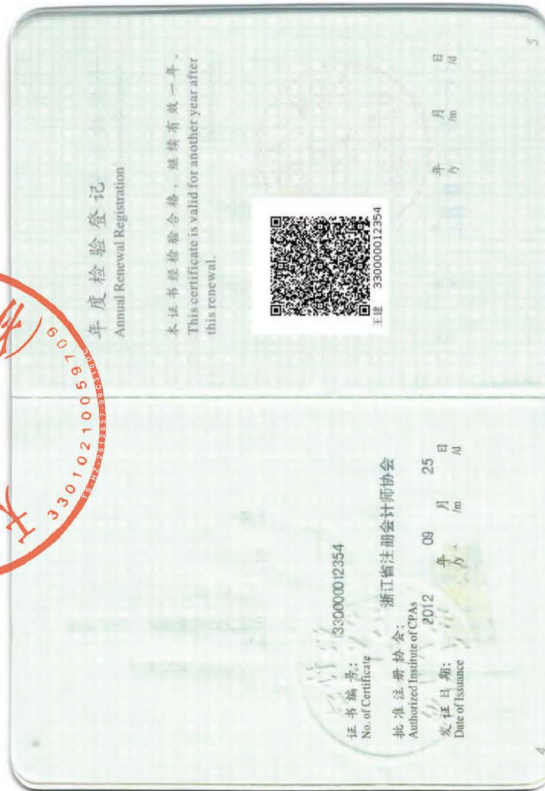 证书编号: 330000012354
No. of Certificate
批准注册协会: 浙江省注册会计师协会
Authorized Institute of CPAs
发证日期: 2012 年 09 月 25 日
Date of Issuance /y /m /d
4
年度检验登记
Annual Renewal Registration
本证书经检验合格，继续有效一年。
This certificate is valid for another year after
this renewal.
王建 330000012354
年 月 日
/y /m /d
5
3301021005970​9